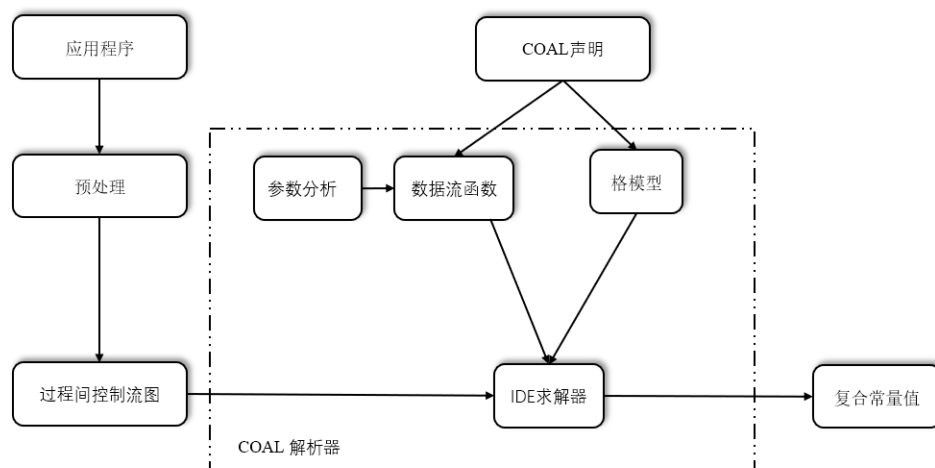 应用程序
COAL声明
预处理
参数分析
数据流函数
格模型
过程间控制流图
IDE求解器
复合常量值
COAL 解析器